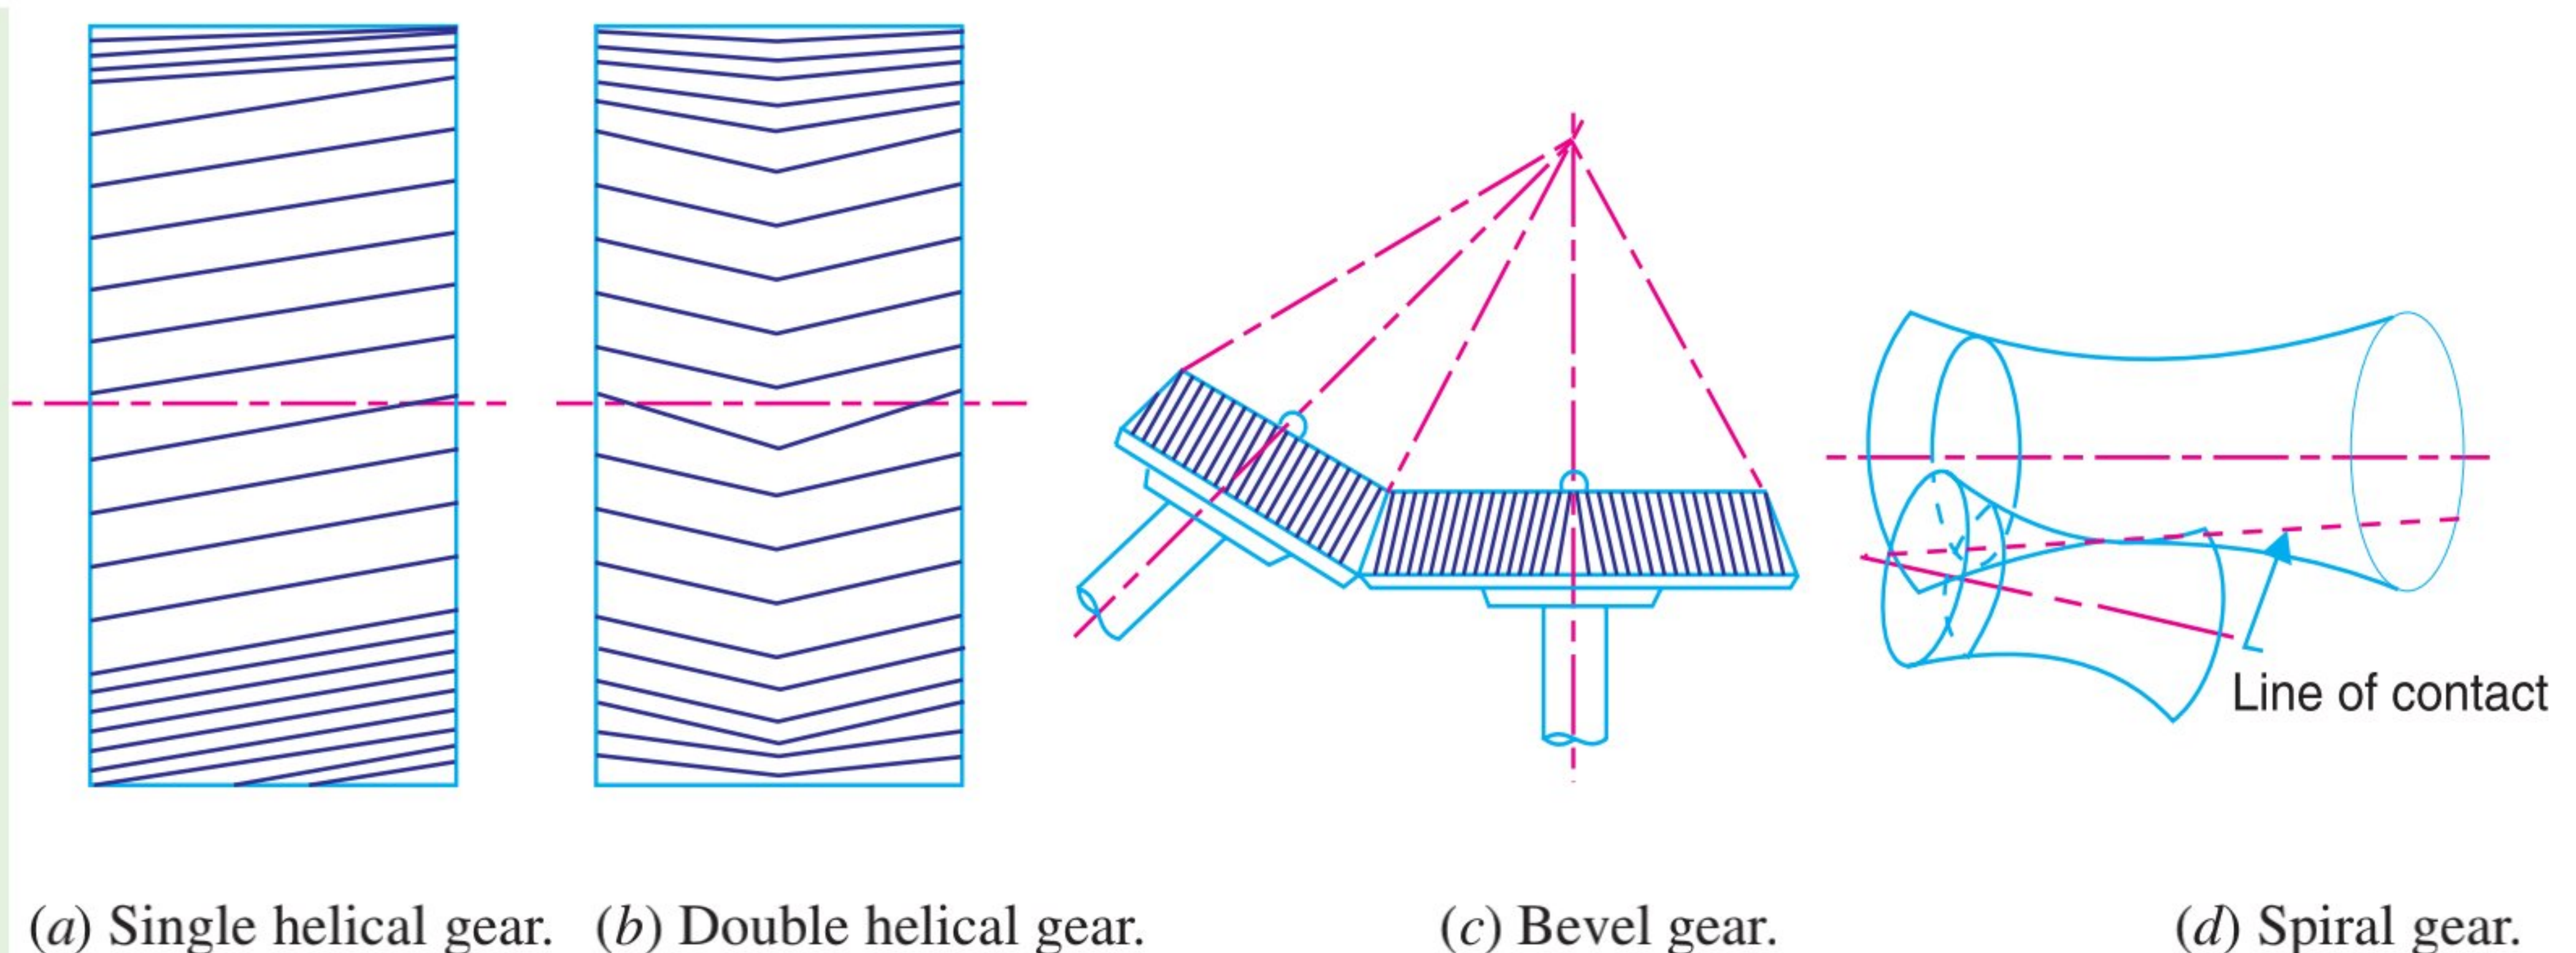 Line of contact
(a) Single helical gear. (b) Double helical gear. (c) Bevel gear. (d) Spiral gear.